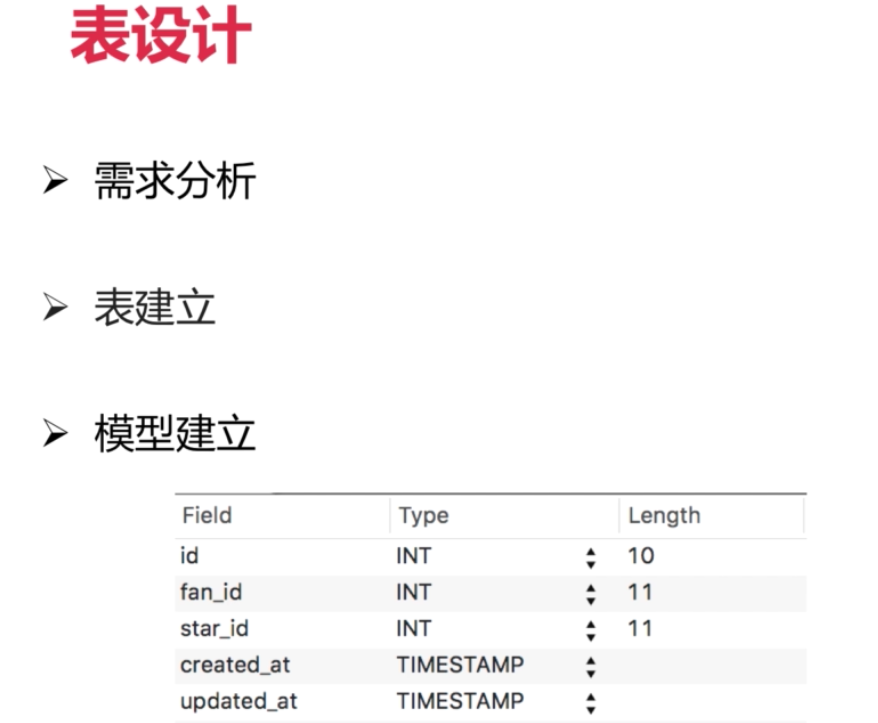 表设计
➢ 需求分析
➢ 表建立
➢ 模型建立
Field Type Length
id INT 10
fan_id INT 11
star_id INT 11
created_at TIMESTAMP
updated_at TIMESTAMP